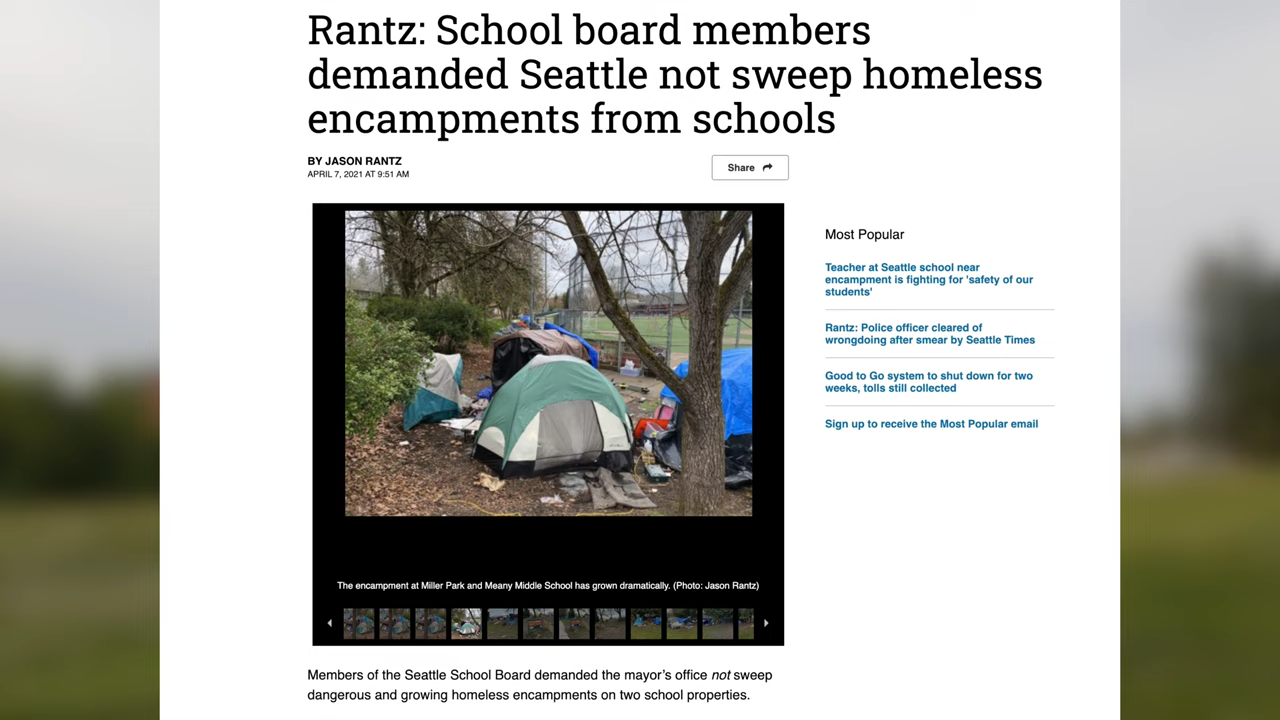 Rantz: School board members
demanded Seattle not sweep homeless
encampments from schools
BY JASON RANTZ
APRIL 7, 2021 AT 9:51 AM
Share
Most Popular
Teacher at Seattle school near
encampment is fighting for 'safety of our
students'
Rantz: Police officer cleared of
wrongdoing after smear by Seattle Times
Good to Go system to shut down for two
weeks, tolls still collected
Sign up to receive the Most Popular email
The encampment at Miller Park and Meany Middle School has grown dramatically. (Photo: Jason Rantz)
Members of the Seattle School Board demanded the mayor's office not sweep
dangerous and growing homeless encampments on two school properties.